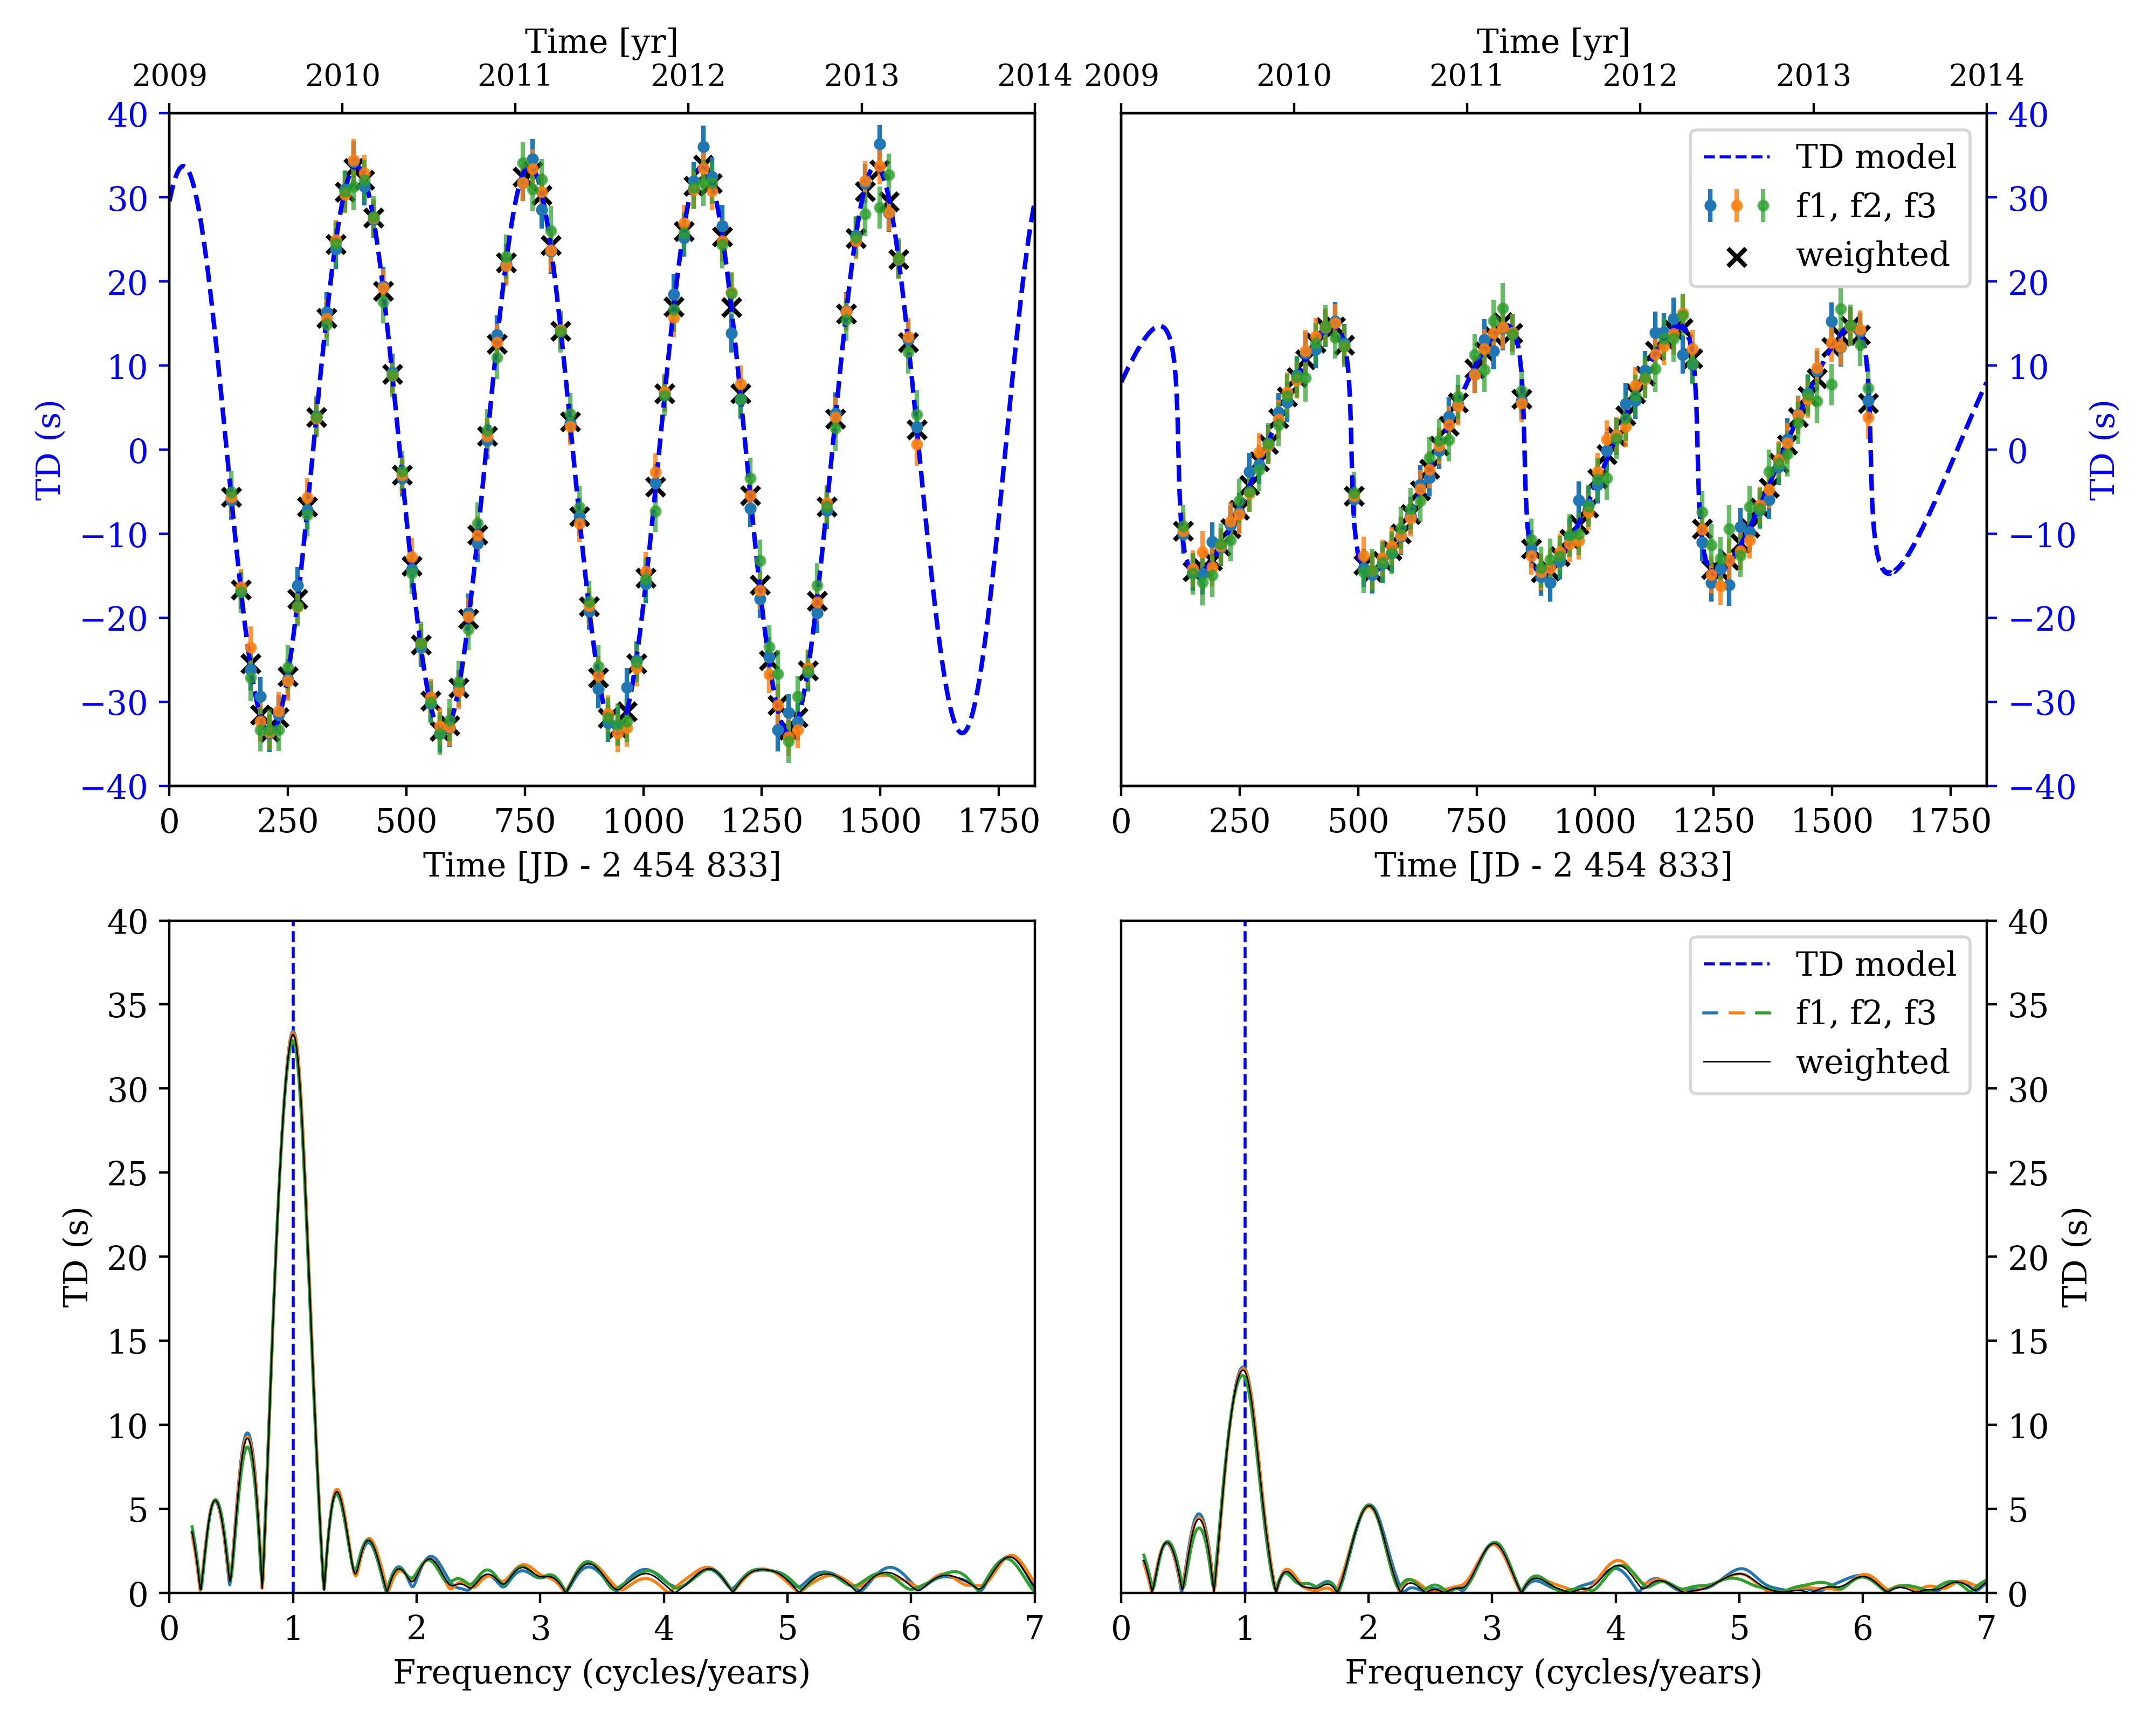 Time [yr]
2009 2010 2011 2012 2013 2014
40
30
20
10
0
−10
−20
−30
−40
TD (s)
0 250 500 750 1000 1250 1500 1750
Time [JD - 2 454 833]
Time [yr]
2009 2010 2011 2012 2013 2014
TD model
f1, f2, f3
weighted
40
30
20
10
0
−10
−20
−30
−40
TD (s)
0 250 500 750 1000 1250 1500 1750
Time [JD - 2 454 833]
40
35
30
25
20
15
10
5
0
TD (s)
0 1 2 3 4 5 6 7
Frequency (cycles/years)
TD model
f1, f2, f3
weighted
40
35
30
25
20
15
10
5
0
TD (s)
0 1 2 3 4 5 6 7
Frequency (cycles/years)